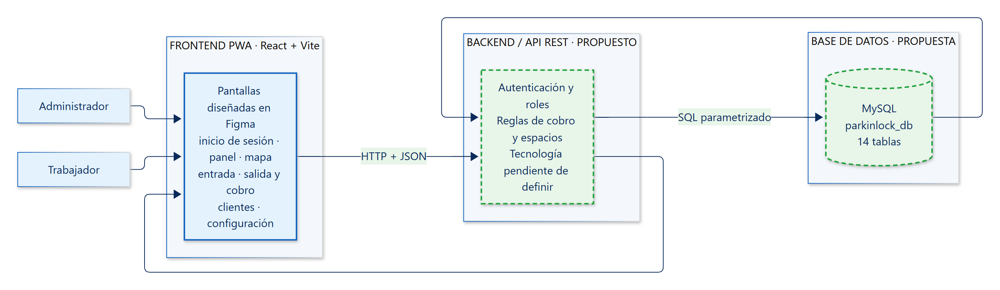 Administrador
Trabajador
FRONTEND PWA · React + Vite
Pantallas
diseñadas en
Figma
inicio de sesión ·
panel · mapa
entrada · salida y
cobro
clientes ·
configuración
HTTP + JSON
BACKEND / API REST · PROPUESTO
Autenticación y
roles
Reglas de cobro
y espacios
Tecnología
pendiente de
definir
SQL parametrizado
BASE DE DATOS · PROPUESTA
MySQL
parkinlock_db
14 tablas